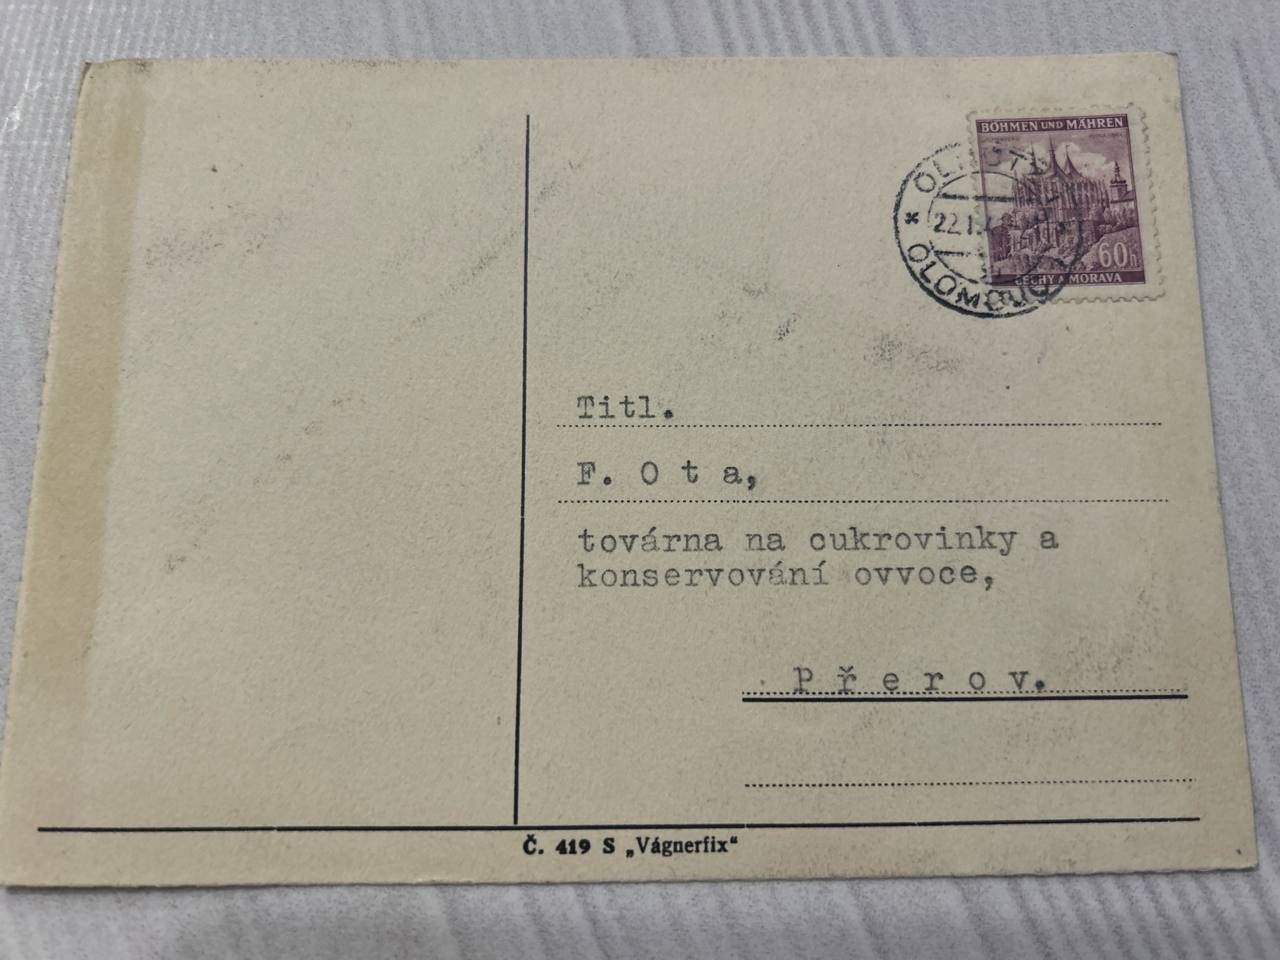 BÖHMEN UND MÄHREN
60h
ČECHY A MORAVA
OLOMOUC
Titl.
F. O t a,
továrna na cukrovinky a
konservování ovvoce,
P ř e r o v.
Č. 419 S „Vágnerfix“